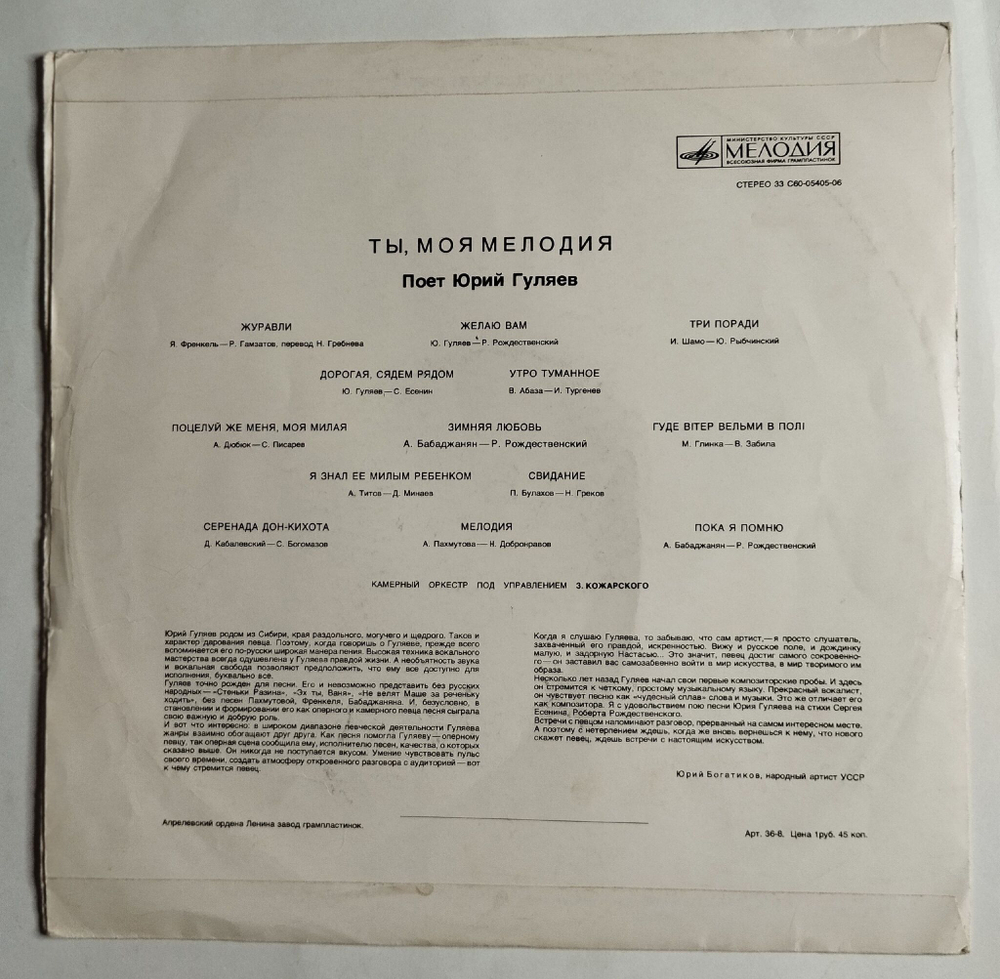 МИНИСТЕРСТВО КУЛЬТУРЫ СССР
МЕЛОДИЯ
ВСЕСОЮЗНАЯ ФИРМА ГРАМПЛАСТИНОК
СТЕРЕО 33 С60-05405-06
ТЫ, МОЯ МЕЛОДИЯ
Поет Юрий Гуляев
ЖУРАВЛИ
Я. Френкель — Р. Гамзатов, перевод Н. Гребнева
ЖЕЛАЮ ВАМ
Ю. Гуляев — Р. Рождественский
ТРИ ПОРАДИ
И. Шамо — Ю. Рыбчинский
ДОРОГАЯ, СЯДЕМ РЯДОМ
Ю. Гуляев — С. Есенин
УТРО ТУМАННОЕ
В. Абаза — И. Тургенев
ПОЦЕЛУЙ ЖЕ МЕНЯ, МОЯ МИЛАЯ
А. Дюбюк — С. Писарев
ЗИМНЯЯ ЛЮБОВЬ
А. Бабаджанян — Р. Рождественский
ГУДЕ ВІТЕР ВЕЛЬМИ В ПОЛІ
М. Глинка — В. Забила
Я ЗНАЛ ЕЕ МИЛЫМ РЕБЕНКОМ
А. Титов — Д. Минаев
СВИДАНИЕ
П. Булахов — Н. Греков
СЕРЕНАДА ДОН-КИХОТА
Д. Кабалевский — С. Богомазов
МЕЛОДИЯ
А. Пахмутова — Н. Добронравов
ПОКА Я ПОМНЮ
А. Бабаджанян — Р. Рождественский
КАМЕРНЫЙ ОРКЕСТР ПОД УПРАВЛЕНИЕМ З. КОЖАРСКОГО
Юрий Гуляев родом из Сибири, края раздольного, могучего и щедрого. Таков и
характер дарования певца. Поэтому, когда говоришь о Гуляеве, прежде всего
вспоминается его по-русски широкая манера пения. Высокая техника вокального
мастерства всегда одушевлена у Гуляева правдой жизни. А необъятность звука
и вокальная свобода позволяют предположить, что ему все доступно для
исполнения, буквально все.
Гуляев точно рожден для песни. Его и невозможно представить без русских
народных — «Стеньки Разина», «Эх ты, Ваня», «Не велят Маше за реченьку
ходить», без песен Пахмутовой, Френкеля, Бабаджаняна. И, безусловно, в
становлении и формировании его как оперного и камерного певца песня сыграла
свою важную и добрую роль.
И вот что интересно: в широком диапазоне певческой деятельности Гуляева
жанры взаимно обогащают друг друга. Как песня помогла Гуляеву — оперному
певцу, так оперная сцена сообщила ему, исполнителю песен, качества, о которых
сказано выше. Он никогда не поступается вкусом. Умение чувствовать пульс
своего времени, создать атмосферу откровенного разговора с аудиторией — вот
к чему стремится певец.
Когда я слушаю Гуляева, то забываю, что сам артист, — я просто слушатель,
захваченный его правдой, искренностью. Вижу и русское поле, и дождинку
малую, и задорную Настасью... Это значит, певец достиг самого сокровенно-
го — он заставил вас самозабвенно войти в мир искусства, в мир творимого им
образа.
Несколько лет назад Гуляев начал свои первые композиторские пробы. И здесь
он стремится к четкому, простому музыкальному языку. Прекрасный вокалист,
он чувствует песню как «чудесный сплав» слова и музыки. Это же отличает его
как композитора. Я с удовольствием пою песни Юрия Гуляева на стихи Сергея
Есенина, Роберта Рождественского.
Встречи с певцом напоминают разговор, прерванный на самом интересном месте.
А поэтому с нетерпением ждешь, когда же вновь вернешься к нему, что нового
скажет певец, ждешь встречи с настоящим искусством.
Юрий Богатиков, народный артист УССР
Апрелевский ордена Ленина завод грампластинок.
Арт. 36-8. Цена 1руб. 45 коп.